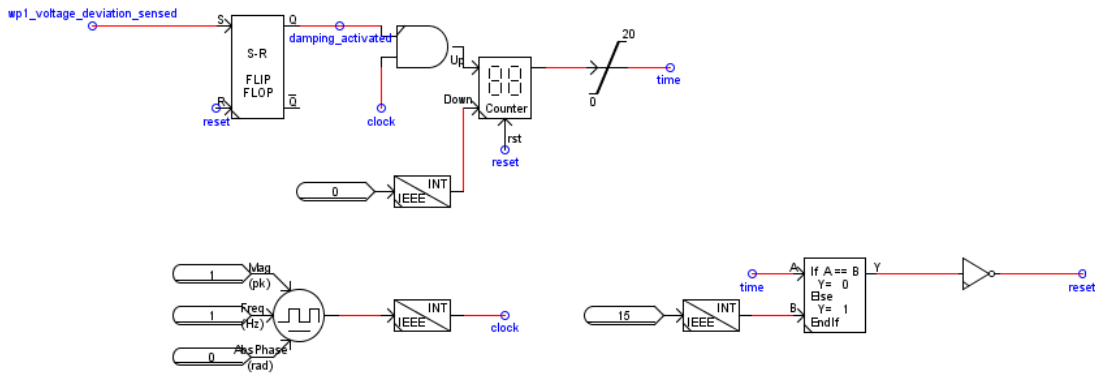 wp1_voltage_deviation_sensed
S
Q
damping_activated
S-R
FLIP
FLOP
R
Q
reset
clock
Up
Down
Counter
rst
reset
20
0
time
0
INT
IEEE
Mag
(pk)
1
Freq
(Hz)
1
AbsPhase
(rad)
0
INT
IEEE
clock
time
A
If A == B
Y= 0
Else
Y= 1
EndIf
Y
15
INT
IEEE
B
reset